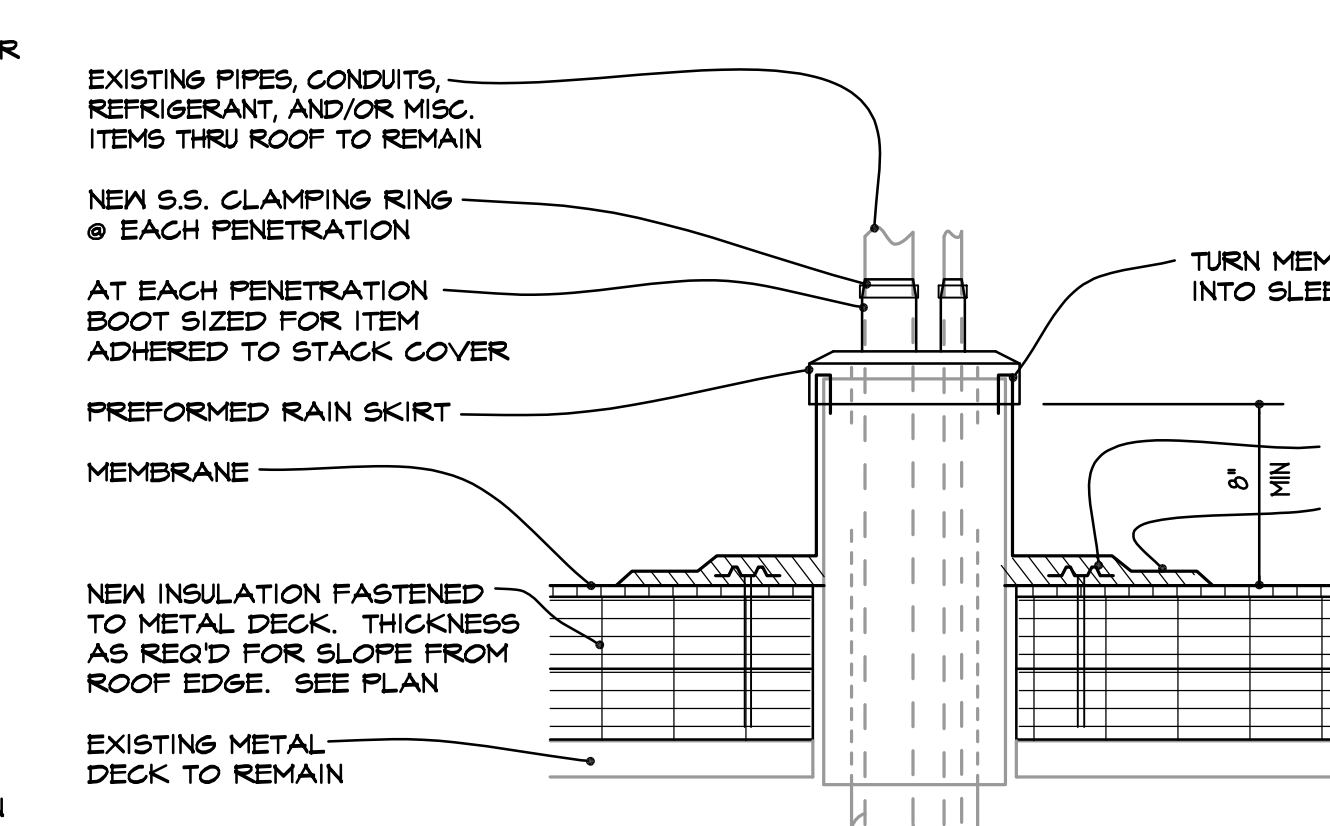 EXISTING PIPES, CONDUITS,
REFRIGERANT, AND/OR MISC.
ITEMS THRU ROOF TO REMAIN
NEW S.S. CLAMPING RING
@ EACH PENETRATION
AT EACH PENETRATION
BOOT SIZED FOR ITEM
ADHERED TO STACK COVER
PREFORMED RAIN SKIRT
MEMBRANE
NEW INSULATION FASTENED
TO METAL DECK. THICKNESS
AS REQ'D FOR SLOPE FROM
ROOF EDGE. SEE PLAN
EXISTING METAL
DECK TO REMAIN
TURN
INTO
8"
MIN